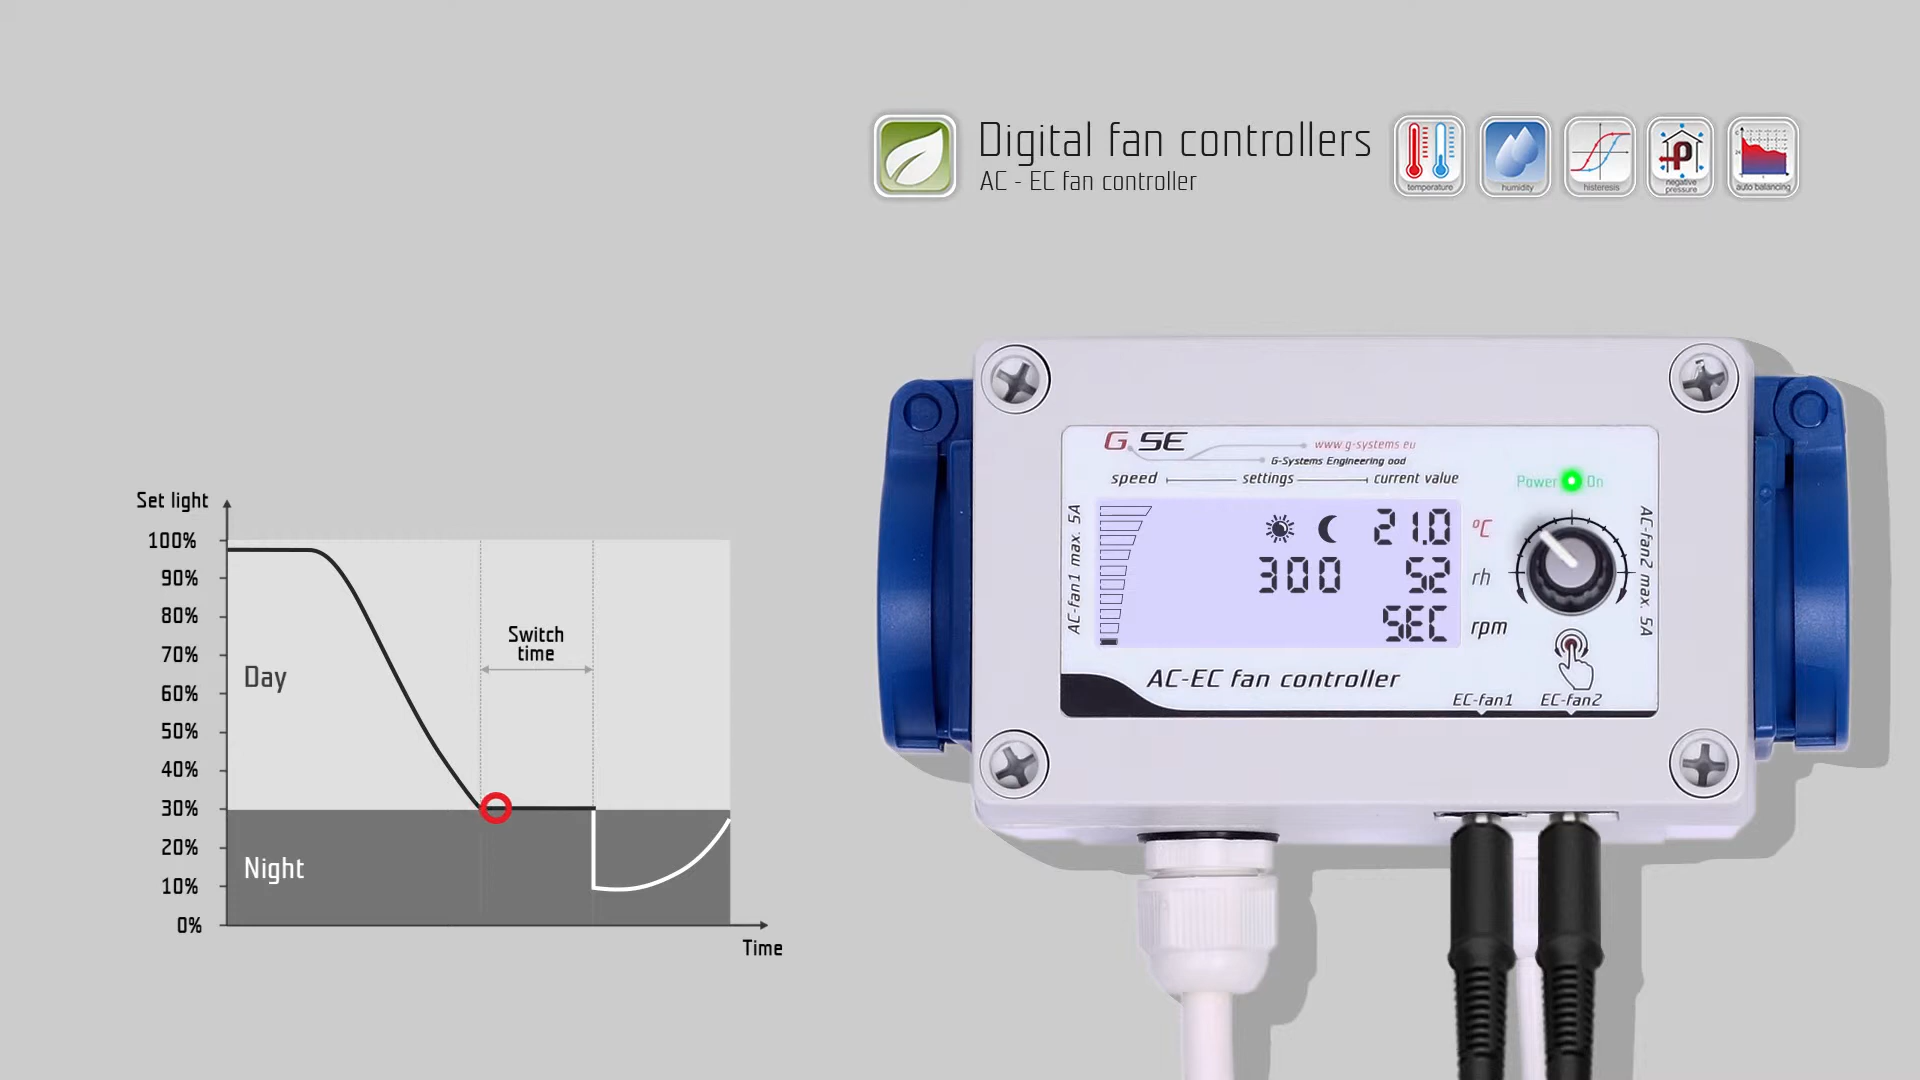 Digital fan controllers
AC - EC fan controller
temperature
humidity
histeresis
negative pressure
auto balancing
G.SE
www g-systems eu
G-Systems Engineering ood
speed settings current value
Power On
AC-fan1 max. 5A
21.0 ºC
300 52 rh
SEC rpm
AC-fan2 max. 5A
AC-EC fan controller
EC-fan1 EC-fan2
Set light
100%
90%
80%
70%
60%
50%
40%
30%
20%
10%
0%
Switch
time
Day
Night
Time